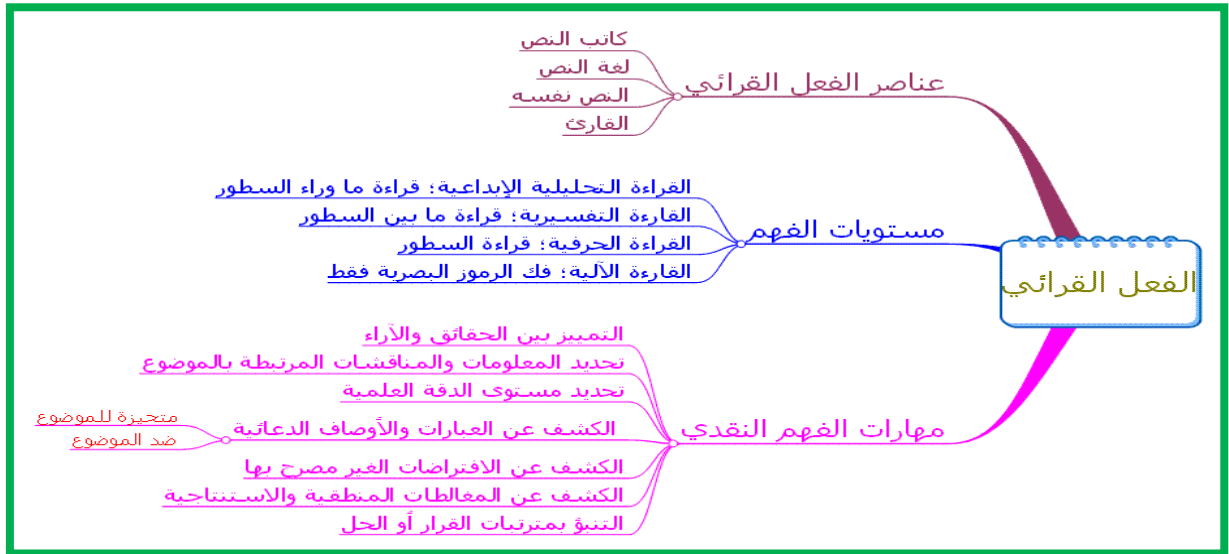 الفعل القرائي
عناصر الفعل القرائي
كاتب النص
لغة النص
النص نفسه
القارئ
مستويات الفهم
القراءة التحليلية الإبداعية؛ قراءة ما وراء السطور
القارءة التفسيرية؛ قراءة ما بين السطور
القراءة الحرفية؛ قراءة السطور
القارءة الآلية؛ فك الرموز البصرية فقط
مهارات الفهم النقدي
التمييز بين الحقائق والآراء
تحديد المعلومات والمناقشات المرتبطة بالموضوع
تحديد مستوى الدقة العلمية
الكشف عن العبارات والأوصاف الدعائية
متحيزة للموضوع
ضد الموضوع
الكشف عن الافتراضات الغير مصرح بها
الكشف عن المغالطات المنطقية والاستنتاجية
التنبؤ بمترتبات القرار أو الحل